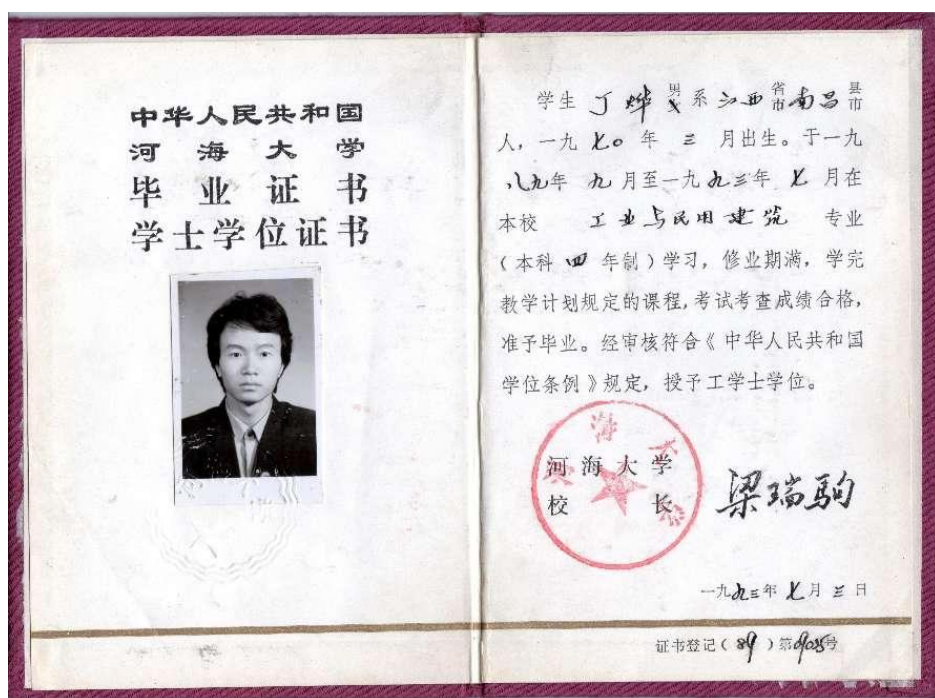 中华人民共和国
河海大学
毕业证书
学士学位证书
学生 丁烨 男 系 江西 省市 南昌 县市
人，一九七〇年 三 月出生。于一九
八九年 九 月至一九九三年 七 月在
本校 工业与民用建筑 专业
（本科 四 年制）学习，修业期满，学完
教学计划规定的课程，考试考查成绩合格，
准予毕业。经审核符合《中华人民共和国
学位条例》规定，授予工学士学位。
河海大学
河海大学
校长 梁瑞驹
一九九三年 七月 三 日
证书登记（89）第 号